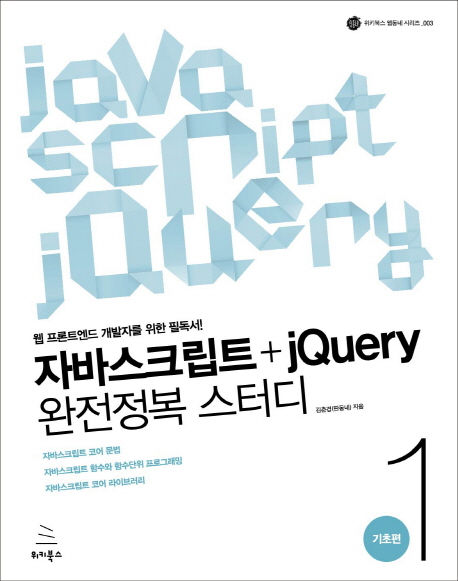 위키북스 웹동네 시리즈_003
java
script
jQuery
웹 프론트엔드 개발자를 위한 필독서!
자바스크립트 + jQuery
완전정복 스터디
김춘경(딴동네) 지음
자바스크립트 코어 문법
자바스크립트 함수와 함수단위 프로그래밍
자바스크립트 코어 라이브러리
1
기초편
위키북스